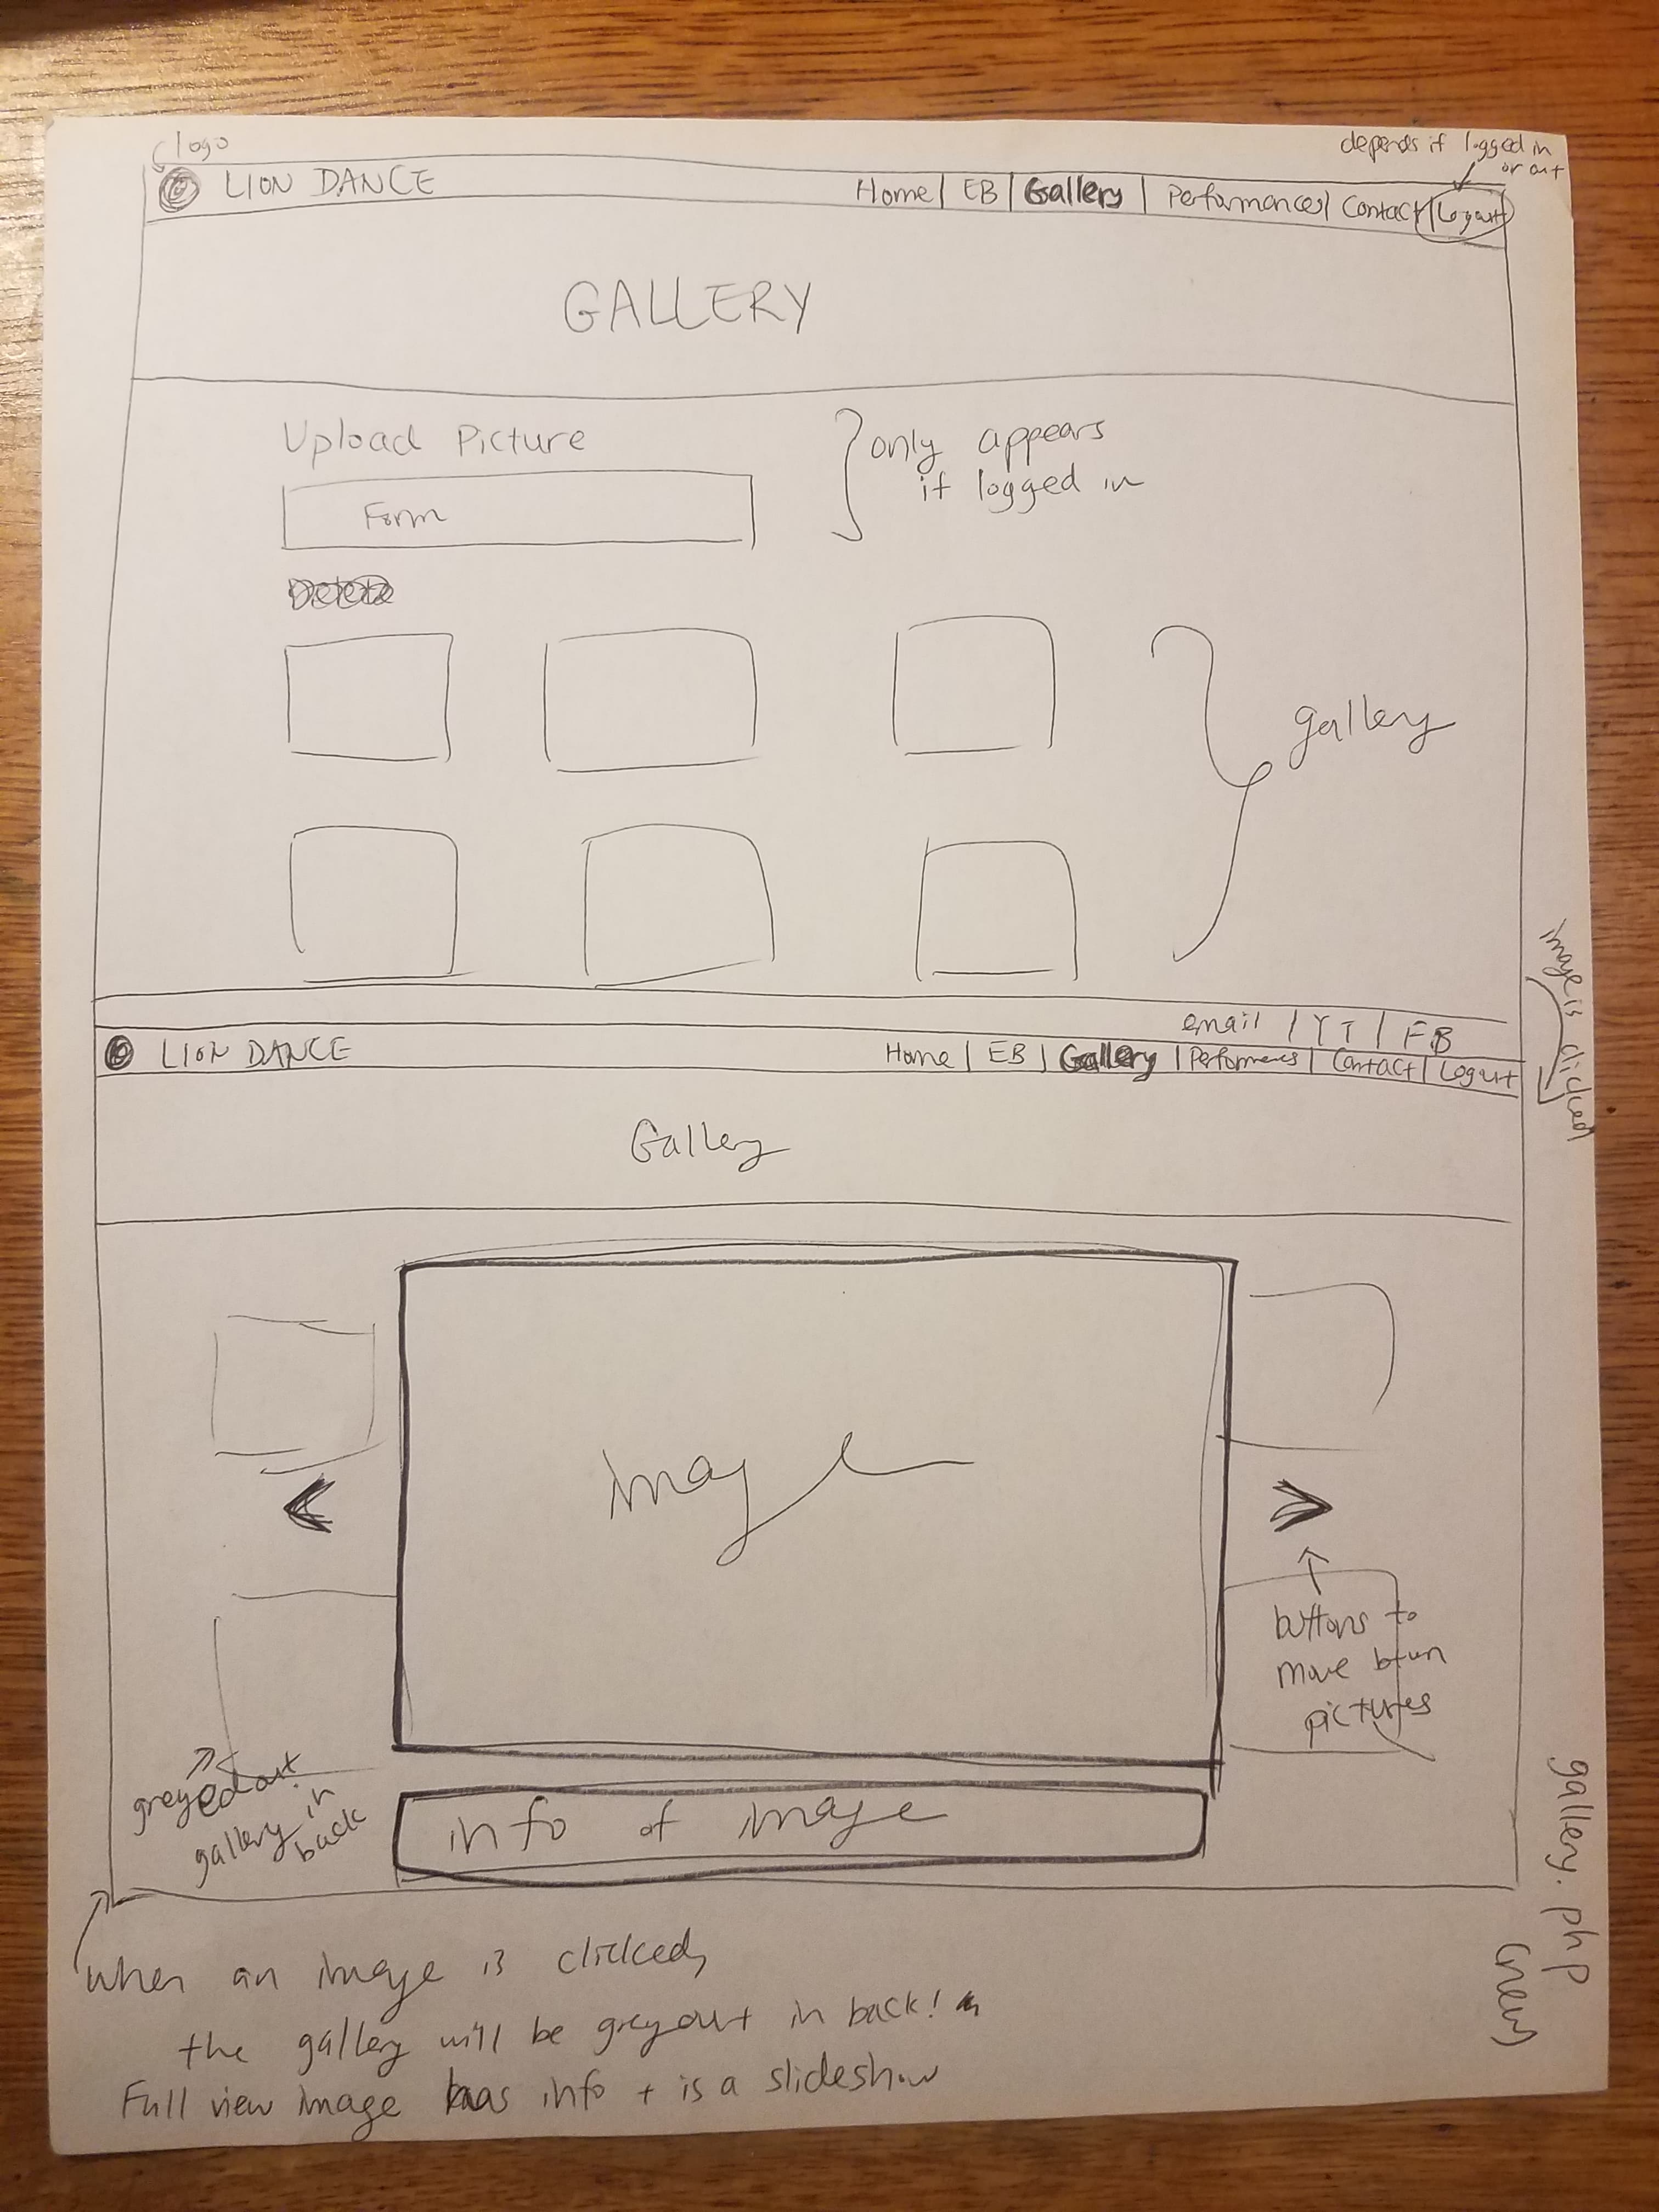 logo
depends if logged in
or out
LION DANCE
Home | EB | Gallery | Performances | Contact | Logout
GALLERY
Upload Picture
only appears
if logged in
Form
Delete
gallery
image is clicked
email | YT | FB
LION DANCE
Home | EB | Gallery | Performances | Contact | Logout
Gallery
image
buttons to
move btwn
pictures
greyed out
gallery in
back
info of image
gallery.php
(new)
when an image is clicked,
the gallery will be greyout in back!
Full view image has info + is a slideshow